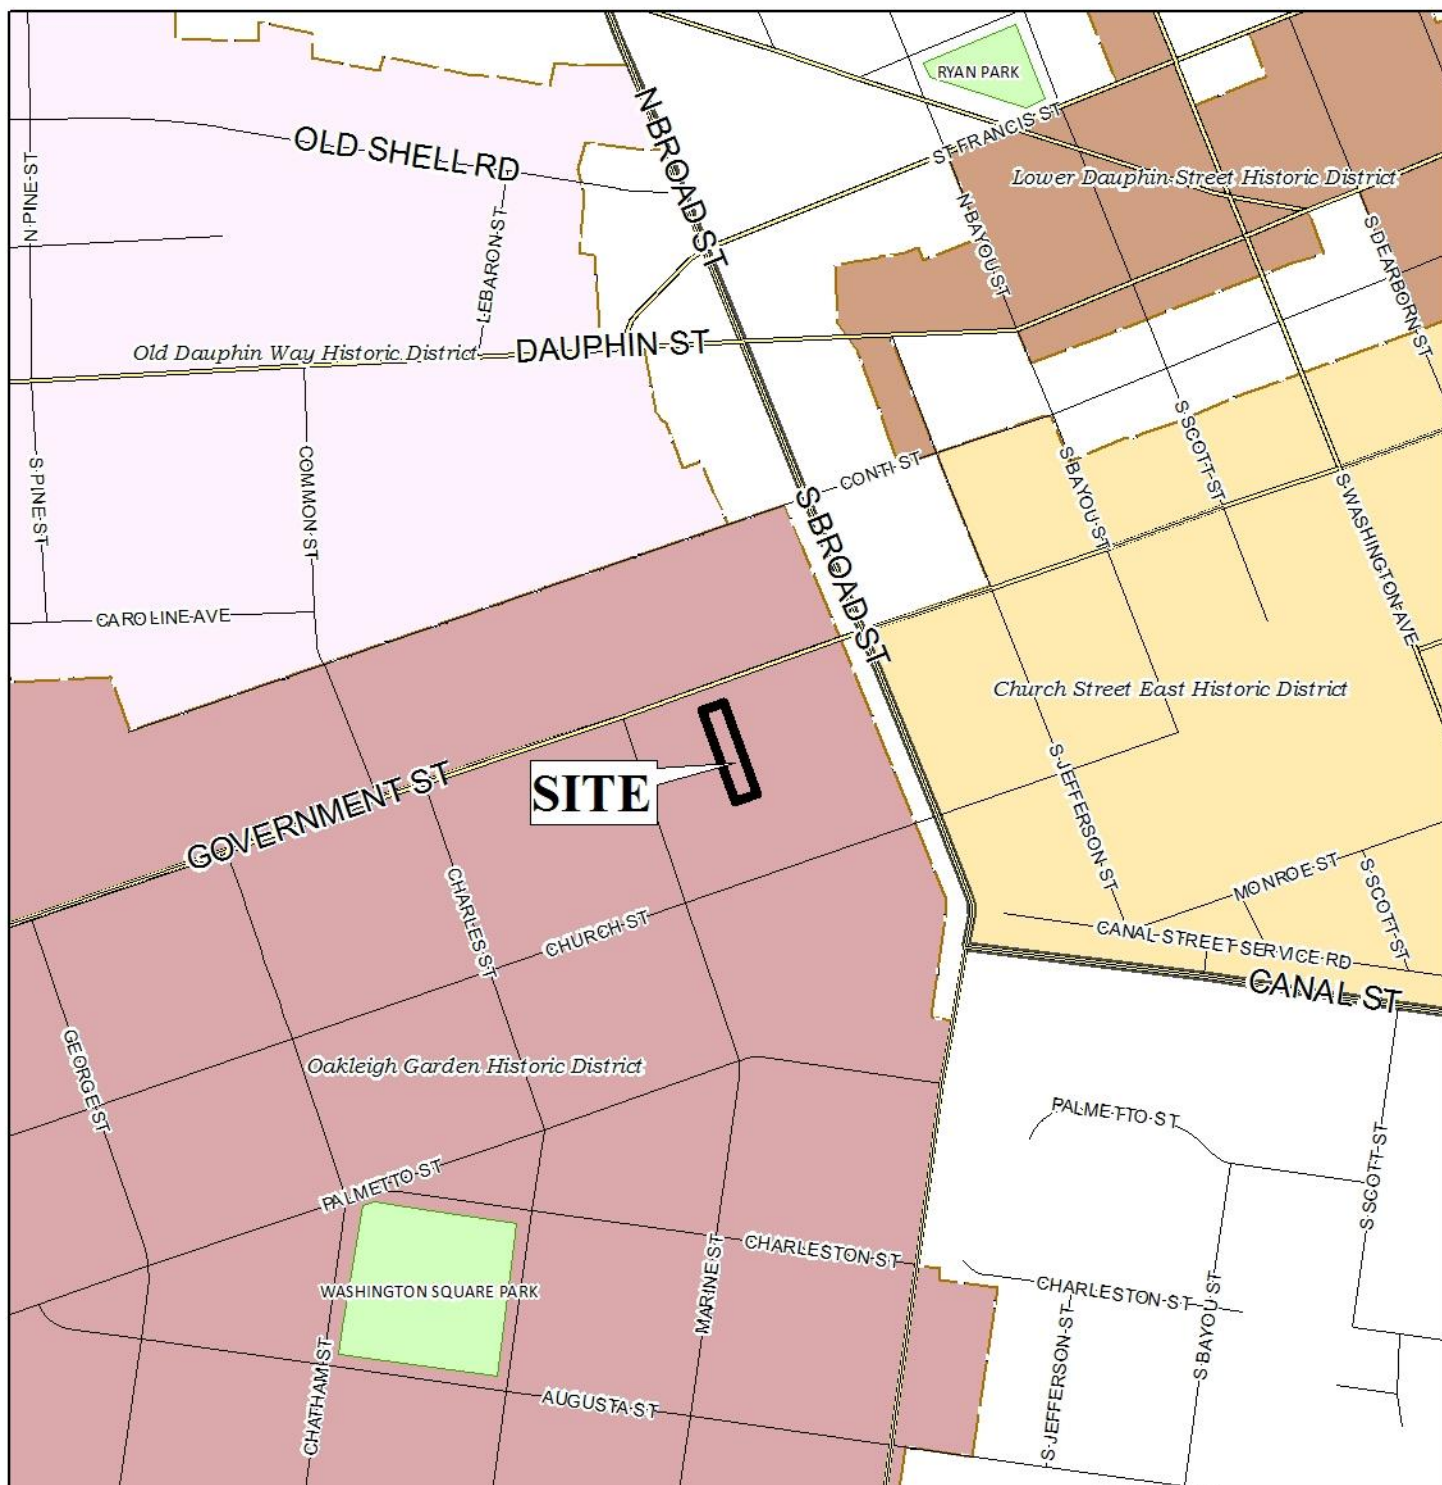 RYAN PARK
N BROAD ST
ST FRANCIS ST
OLD SHELL RD
N PINE ST
Lower Dauphin Street Historic District
N BAYOU ST
LEBARON ST
S DEARBORN ST
DAUPHIN ST
Old Dauphin Way Historic District
S SCOTT ST
CONTI ST
S PINE ST
COMMON ST
S BAYOU ST
S BROAD ST
S WASHINGTON AVE
CAROLINE AVE
Church Street East Historic District
SITE
GOVERNMENT ST
S JEFFERSON ST
MONROE ST
S SCOTT ST
CHARLES ST
CHURCH ST
CANAL STREET SERVICE RD
CANAL ST
GEORGE ST
Oakleigh Garden Historic District
PALMETTO ST
S SCOTT ST
PALMETTO ST
CHARLESTON ST
MARINE ST
WASHINGTON SQUARE PARK
CHARLESTON ST
S BAYOU ST
S JEFFERSON ST
CHATHAM ST
AUGUSTA ST